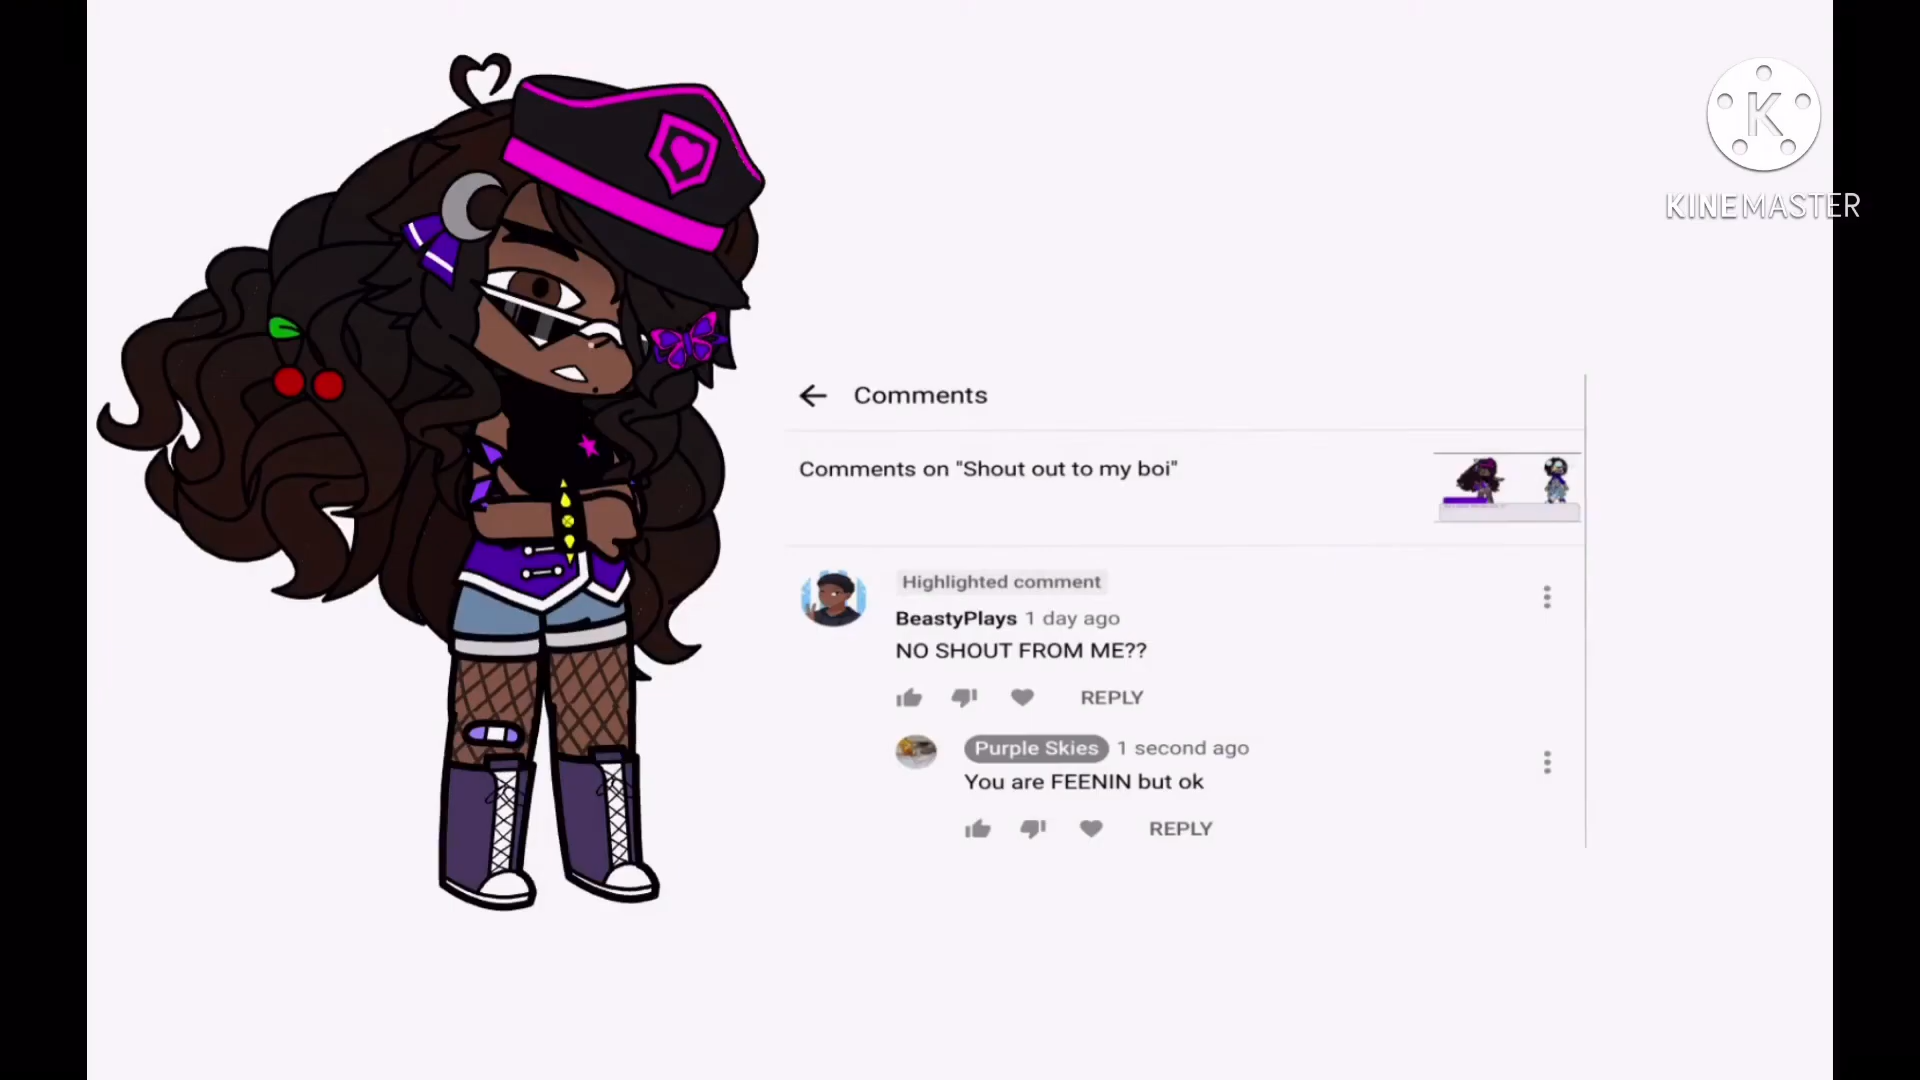 K
KINEMASTER
Comments
Comments on "Shout out to my boi"
Highlighted comment
BeastyPlays 1 day ago
NO SHOUT FROM ME??
REPLY
Purple Skies 1 second ago
You are FEENIN but ok
REPLY